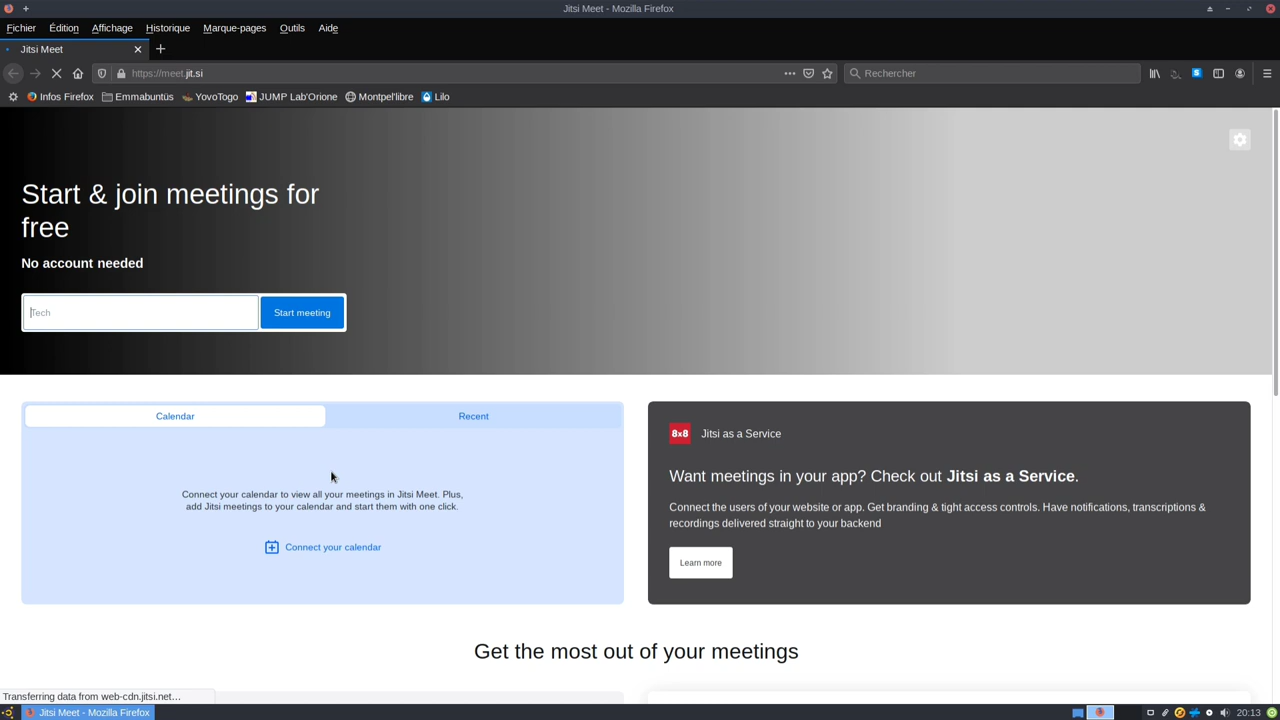 Jitsi Meet - Mozilla Firefox
Fichier Édition Affichage Historique Marque-pages Outils Aide
Jitsi Meet
https://meet.jit.si
Rechercher
Infos Firefox Emmabuntüs YovoTogo JUMP Lab'Orione Montpel'libre Lilo
Start & join meetings for
free
No account needed
Tech
Start meeting
Calendar
Recent
Connect your calendar to view all your meetings in Jitsi Meet. Plus,
add Jitsi meetings to your calendar and start them with one click.
Connect your calendar
8x8
Jitsi as a Service
Want meetings in your app? Check out Jitsi as a Service.
Connect the users of your website or app. Get branding & tight access controls. Have notifications, transcriptions &
recordings delivered straight to your backend
Learn more
Get the most out of your meetings
Transferring data from web-cdn.jitsi.net…
Jitsi Meet - Mozilla Firefox
20:13